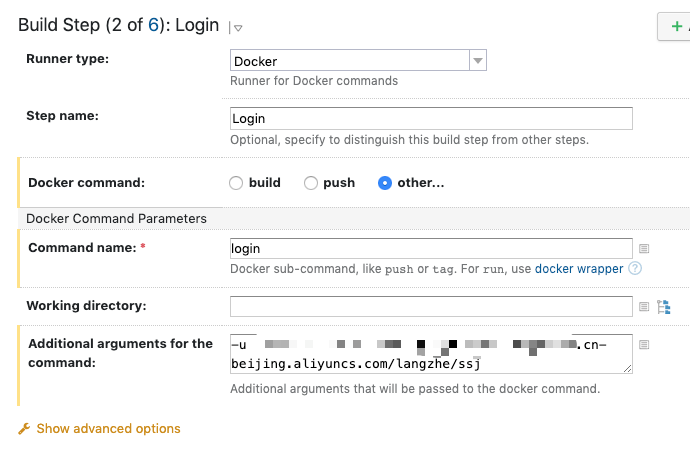 Build Step (2 of 6): Login
Runner type:
Docker
Runner for Docker commands
Step name:
Login
Optional, specify to distinguish this build step from other steps.
Docker command:
build
push
other...
Docker Command Parameters
Command name: *
login
Docker sub-command, like push or tag. For run, use docker wrapper ?
Working directory:
Additional arguments for the
command:
-u .cn-
beijing.aliyuncs.com/langzhe/ssj
Additional arguments that will be passed to the docker command.
Show advanced options